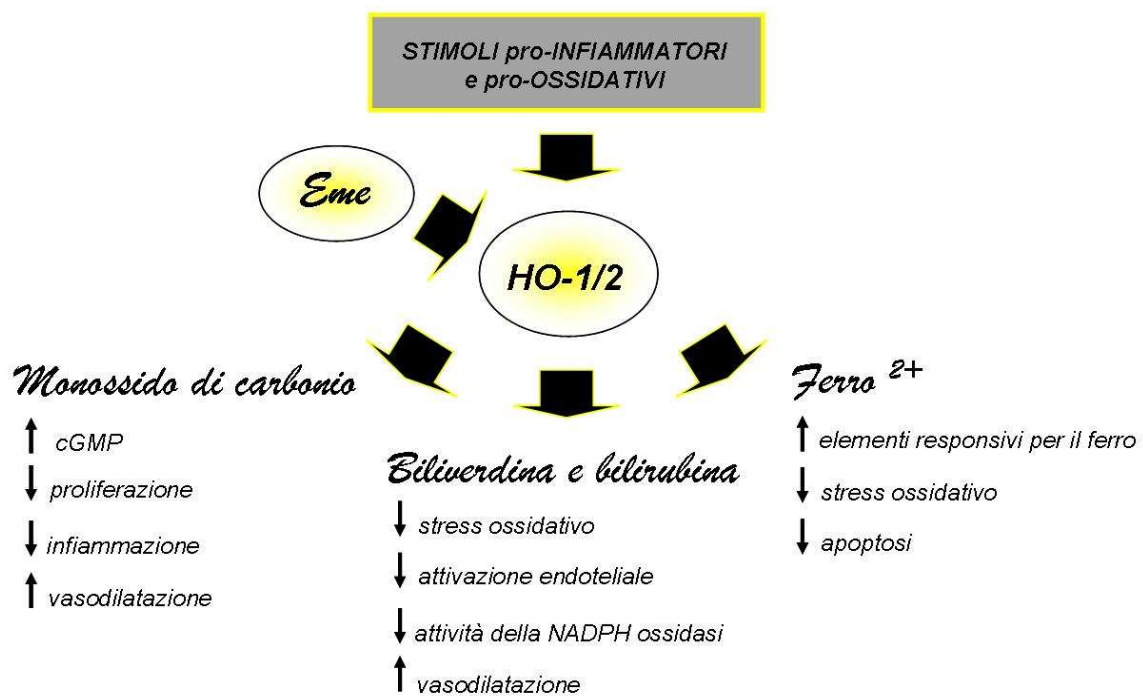 STIMOLI pro-INFIAMMATORI
e pro-OSSIDATIVI
Eme
HO-1/2
Monossido di carbonio
↑ cGMP
↓ proliferazione
↓ infiammazione
↑ vasodilatazione
Biliverdina e bilirubina
↓ stress ossidativo
↓ attivazione endoteliale
↓ attività della NADPH ossidasi
↑ vasodilatazione
Ferro 2+
↑ elementi responsivi per il ferro
↓ stress ossidativo
↓ apoptosi